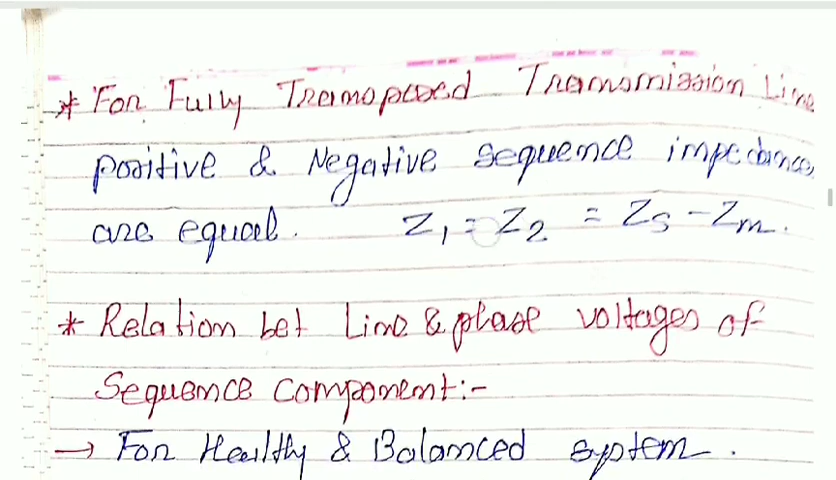 * For Fully Transposed Transmission Line
positive & Negative sequence impedances
are equal. Z₁ = Z₂ = Zs - Zm.
* Relation bet Line & phase voltages of
Sequence component:-
→ For Healthy & Balanced system.